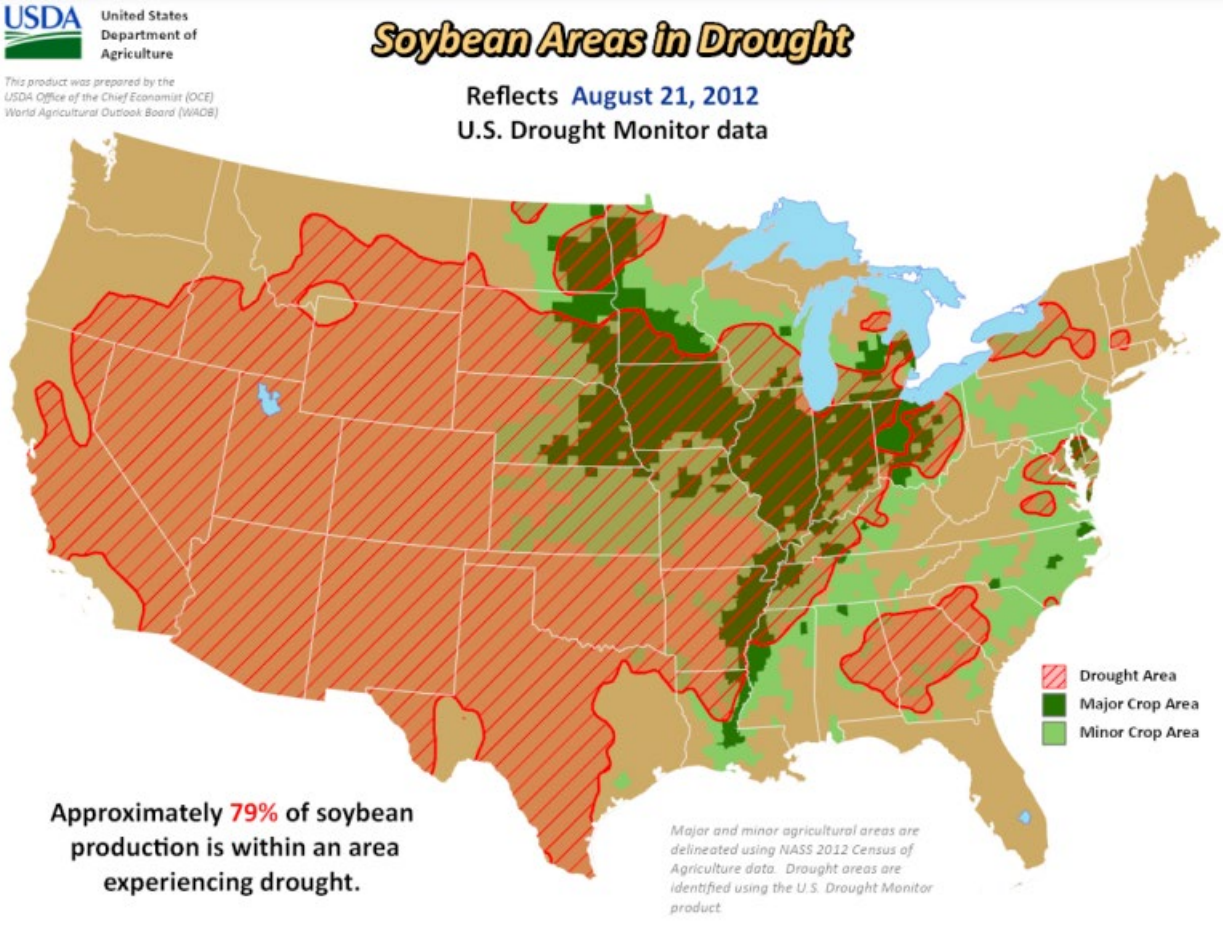 USDA
United States
Department of
Agriculture
This product was prepared by the
USDA Office of the Chief Economist (OCE)
World Agricultural Outlook Board (WAOB)
Soybean Areas in Drought
Reflects August 21, 2012
U.S. Drought Monitor data
Drought Area
Major Crop Area
Minor Crop Area
Approximately 79% of soybean
production is within an area
experiencing drought.
Major and minor agricultural areas are
delineated using NASS 2012 Census of
Agriculture data. Drought areas are
identified using the U.S. Drought Monitor
product.